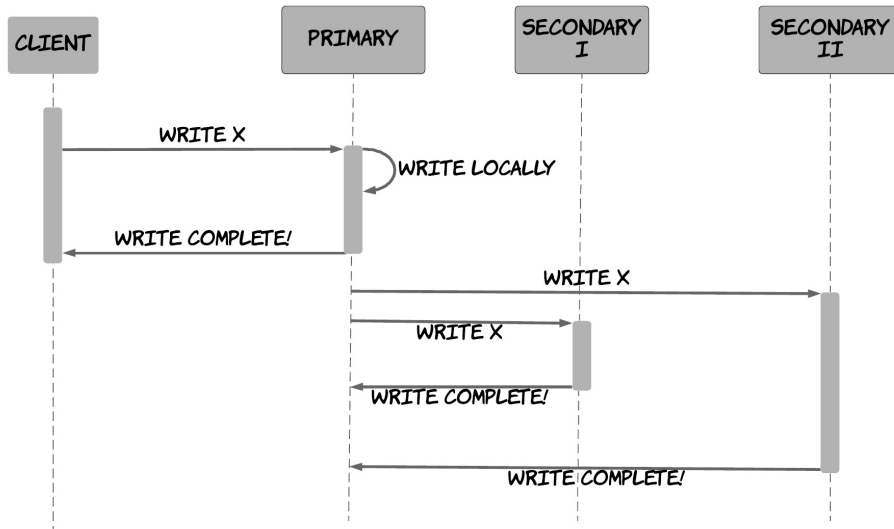 CLIENT
PRIMARY
SECONDARY
I
SECONDARY
II
WRITE X
WRITE LOCALLY
WRITE COMPLETE!
WRITE X
WRITE X
WRITE COMPLETE!
WRITE COMPLETE!